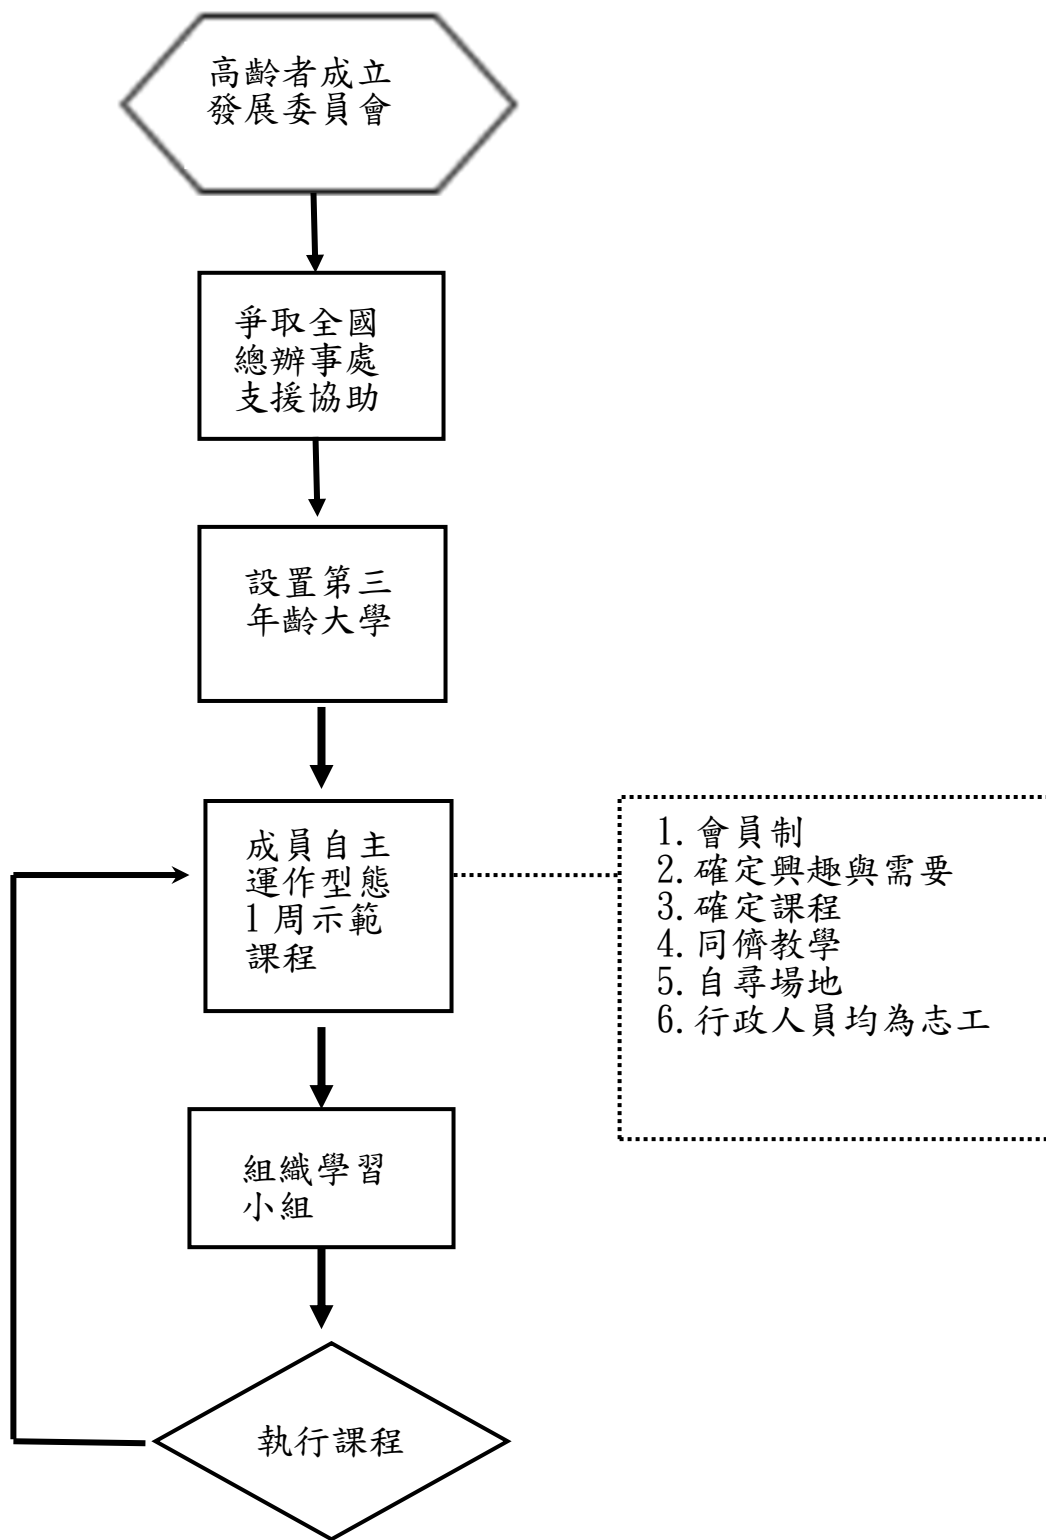 高齡者成立
發展委員會
爭取全國
總辦事處
支援協助
設置第三
年齡大學
成員自主
運作型態
1 周示範
課程
1. 會員制
2. 確定興趣與需要
3. 確定課程
4. 同儕教學
5. 自尋場地
6. 行政人員均為志工
組織學習
小組
執行課程